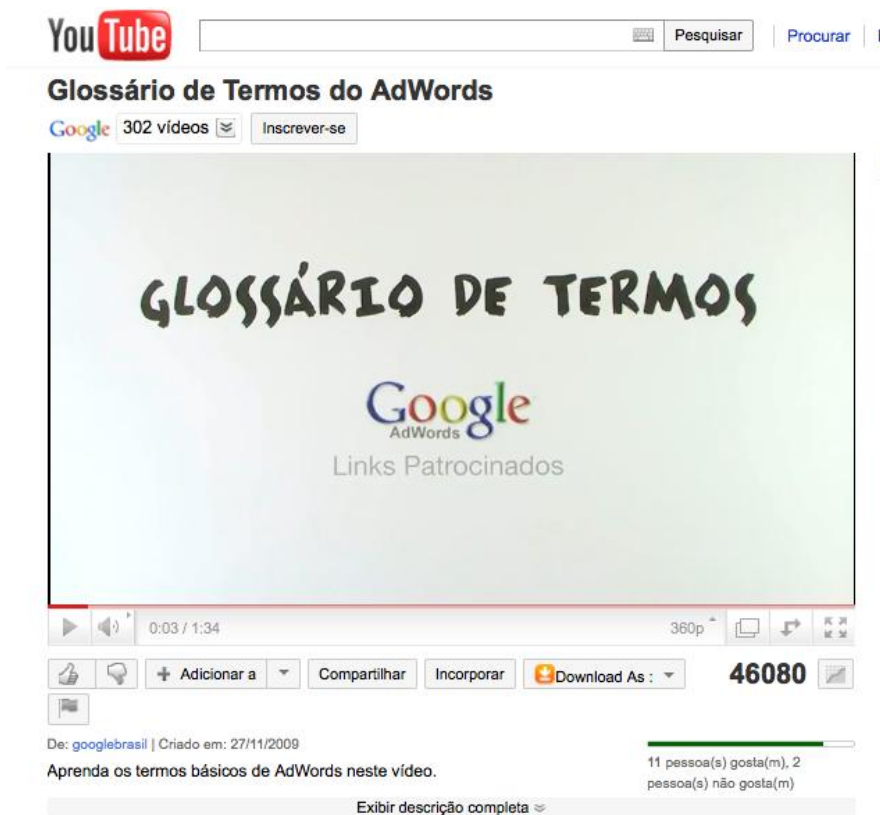 YouTube
Pesquisar
Procurar
Glossário de Termos do AdWords
Google 302 vídeos Inscrever-se
GLOSSÁRIO DE TERMOS
Google
AdWords
Links Patrocinados
0:03 / 1:34 360p
Adicionar a Compartilhar Incorporar Download As : 46080
De: googlebrasil | Criado em: 27/11/2009
Aprenda os termos básicos de AdWords neste vídeo.
11 pessoa(s) gosta(m), 2
pessoa(s) não gosta(m)
Exibir descrição completa